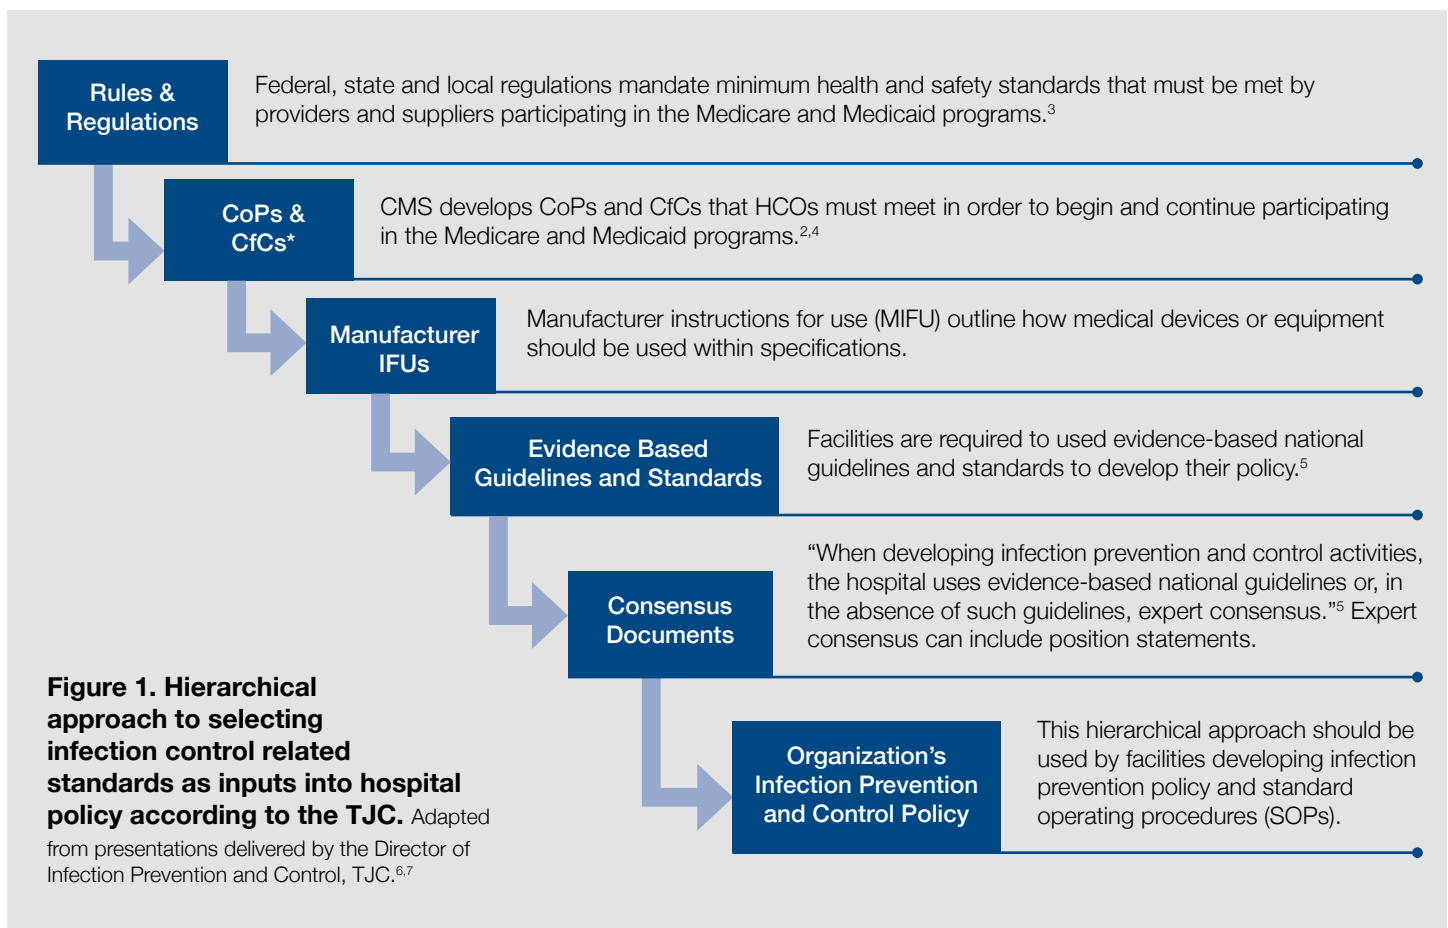 Rules &
Regulations
Federal, state and local regulations mandate minimum health and safety standards that must be met by
providers and suppliers participating in the Medicare and Medicaid programs.3
CoPs &
CfCs*
CMS develops CoPs and CfCs that HCOs must meet in order to begin and continue participating
in the Medicare and Medicaid programs.2,4
Manufacturer
IFUs
Manufacturer instructions for use (MIFU) outline how medical devices or equipment
should be used within specifications.
Evidence Based
Guidelines and Standards
Facilities are required to used evidence-based national
guidelines and standards to develop their policy.5
Consensus
Documents
“When developing infection prevention and control activities,
the hospital uses evidence-based national guidelines or, in
the absence of such guidelines, expert consensus.”5 Expert
consensus can include position statements.
Organization’s
Infection Prevention
and Control Policy
This hierarchical approach should be
used by facilities developing infection
prevention policy and standard
operating procedures (SOPs).
Figure 1. Hierarchical
approach to selecting
infection control related
standards as inputs into hospital
policy according to the TJC. Adapted
from presentations delivered by the Director of
Infection Prevention and Control, TJC.6,7